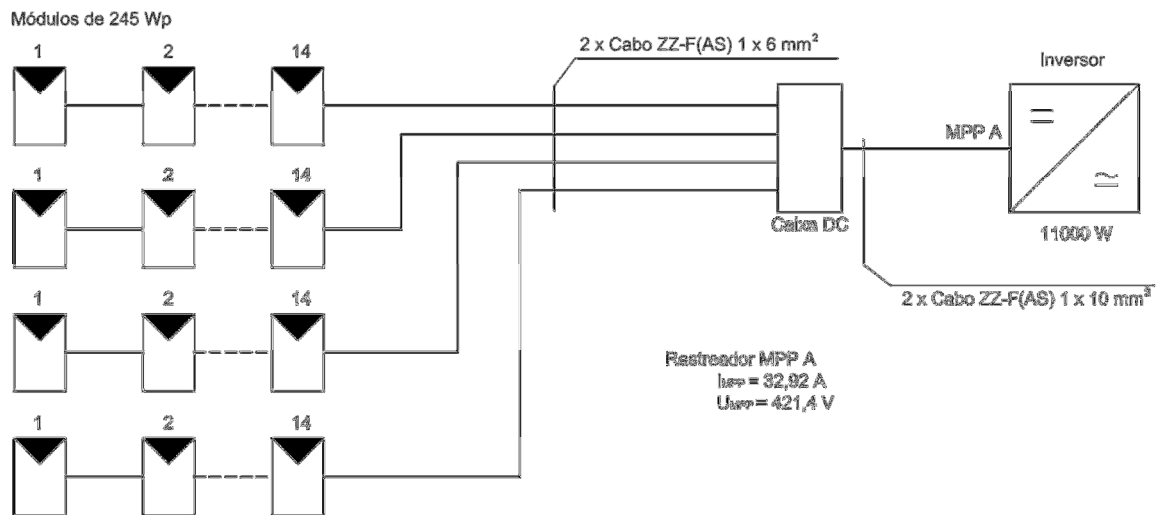 Módulos de 245 Wp
1 2 14
2 x Cabo ZZ-F(AS) 1 x 6 mm²
Inversor
MPP A
1 2 14
Caixa DC
11000 W
2 x Cabo ZZ-F(AS) 1 x 10 mm²
1 2 14
Rastreador MPP A
IMPP = 32,92 A
UMPP = 421,4 V
1 2 14